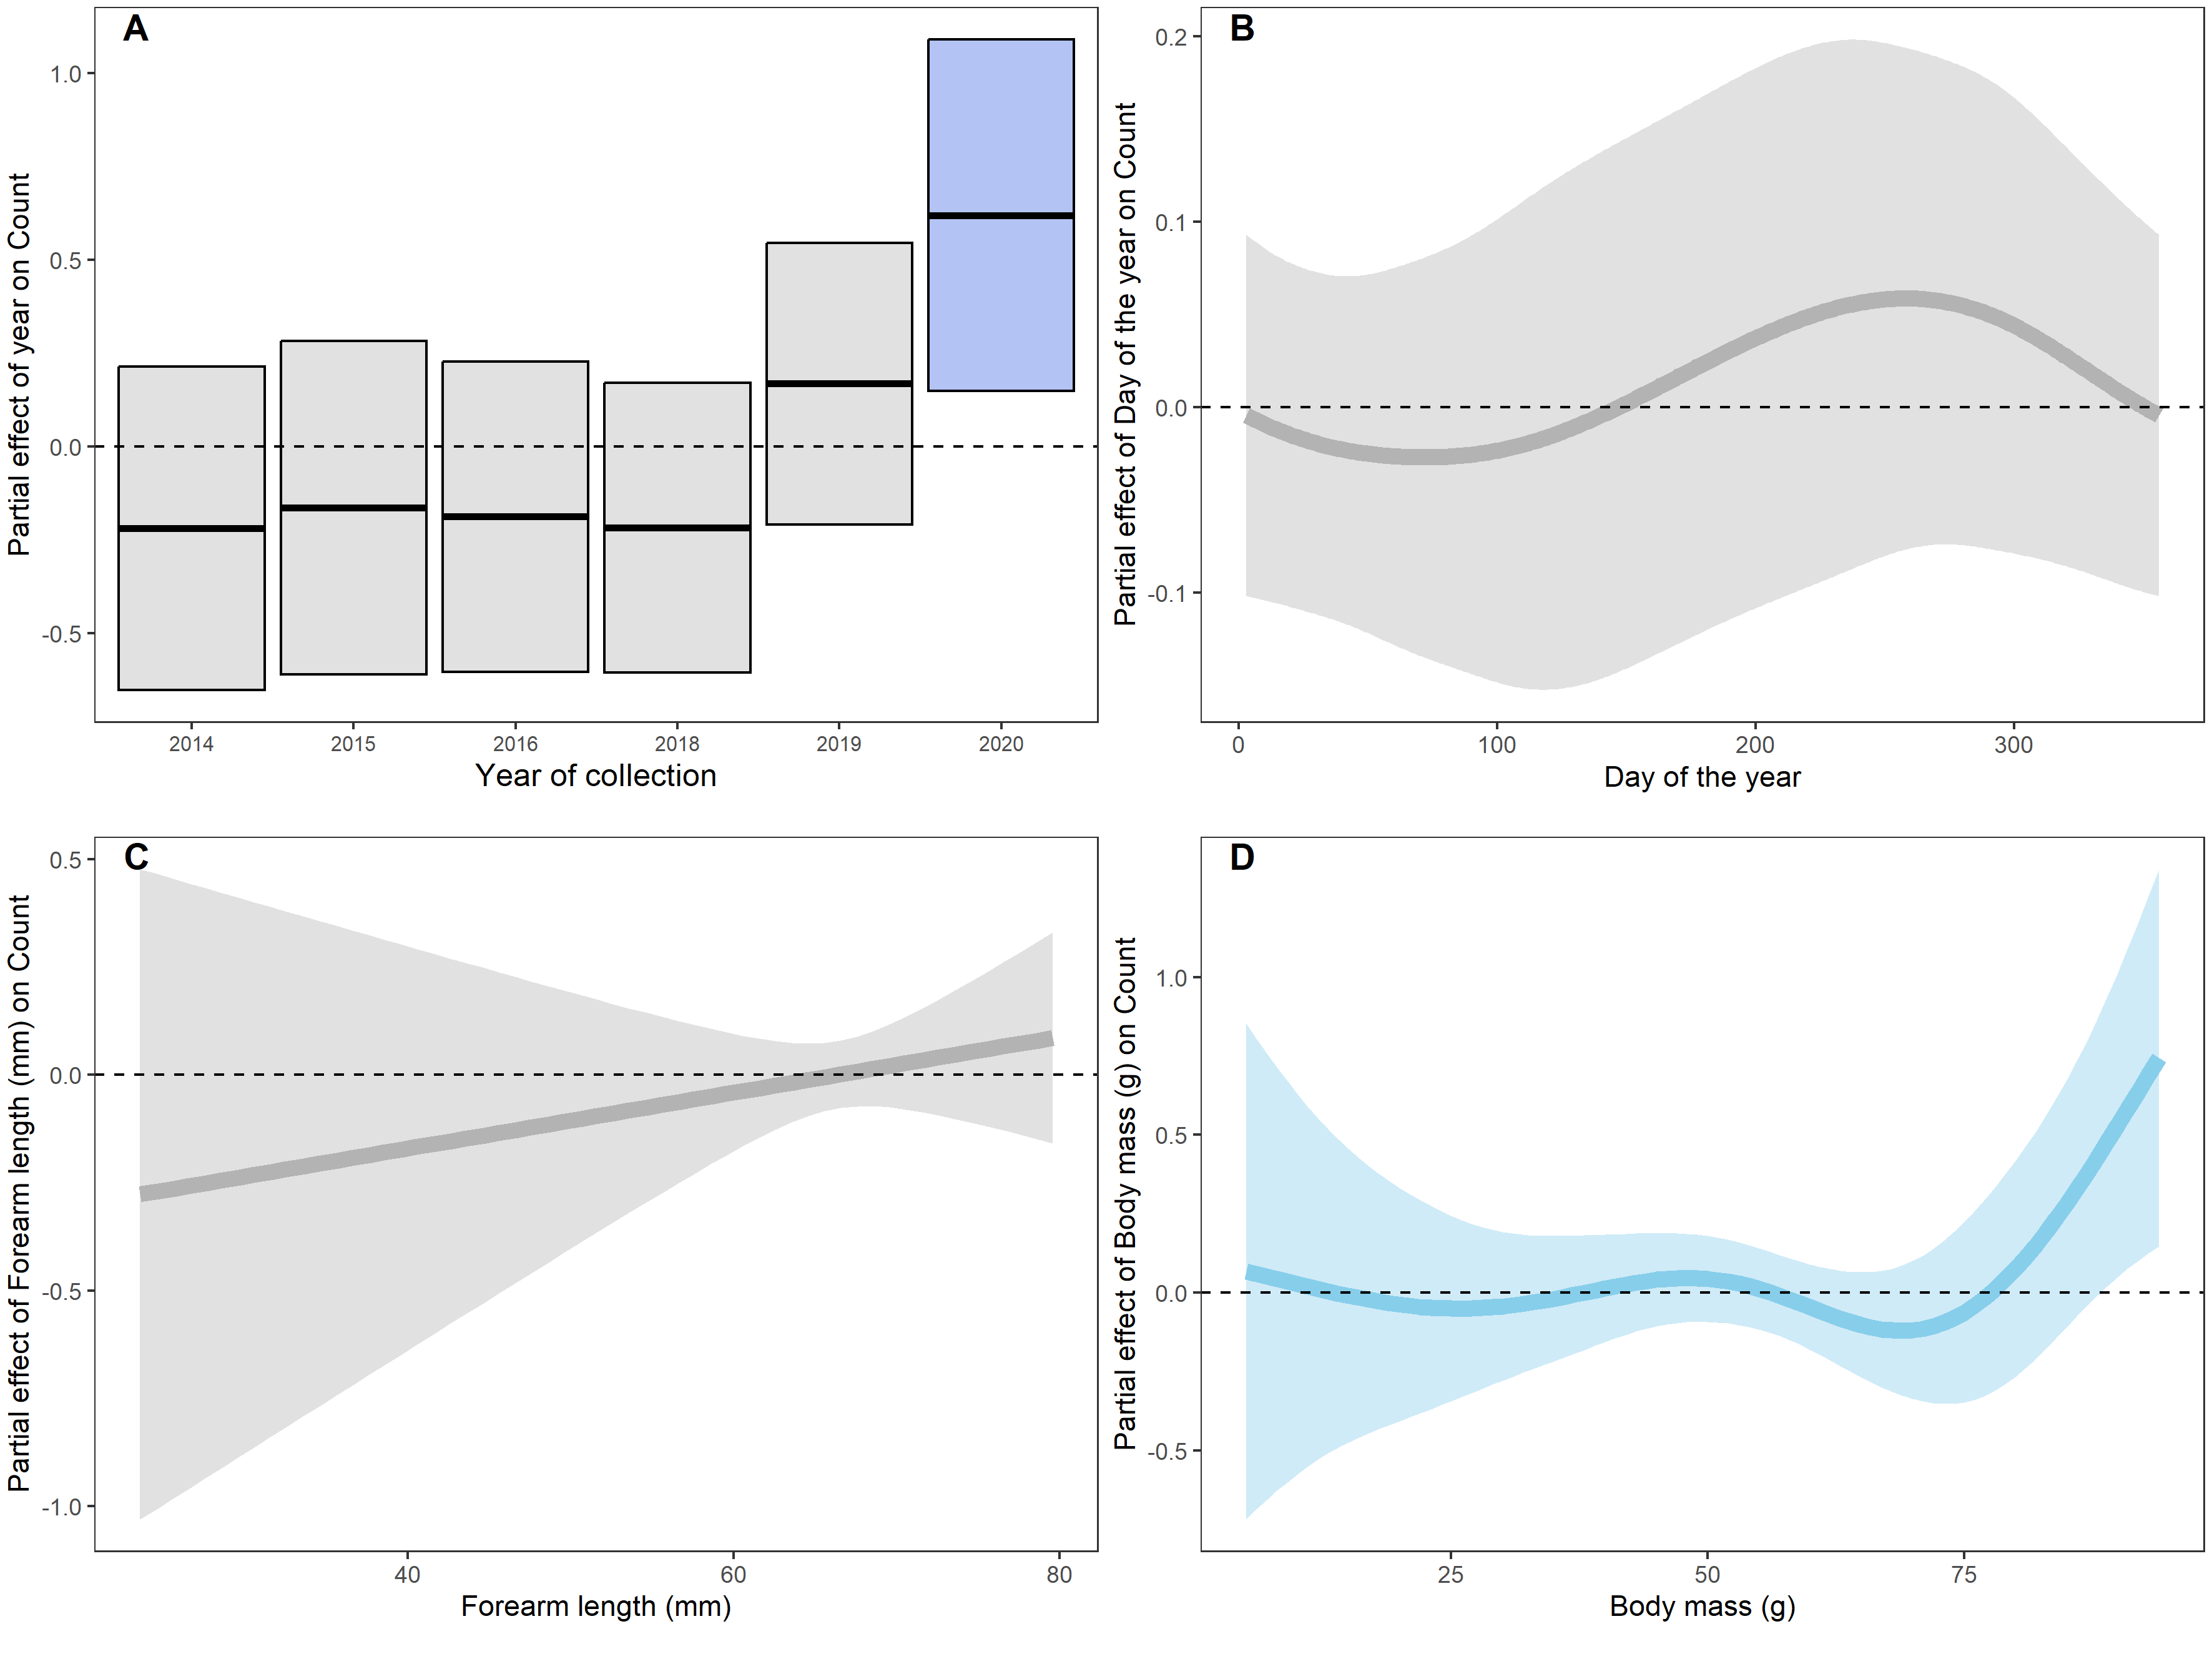 A
Partial effect of year on Count
1.0
0.5
0.0
-0.5
2014 2015 2016 2018 2019 2020
Year of collection
B
Partial effect of Day of the year on Count
0.2
0.1
0.0
-0.1
0 100 200 300
Day of the year
C
Partial effect of Forearm length (mm) on Count
0.5
0.0
-0.5
-1.0
40 60 80
Forearm length (mm)
D
Partial effect of Body mass (g) on Count
1.0
0.5
0.0
-0.5
25 50 75
Body mass (g)